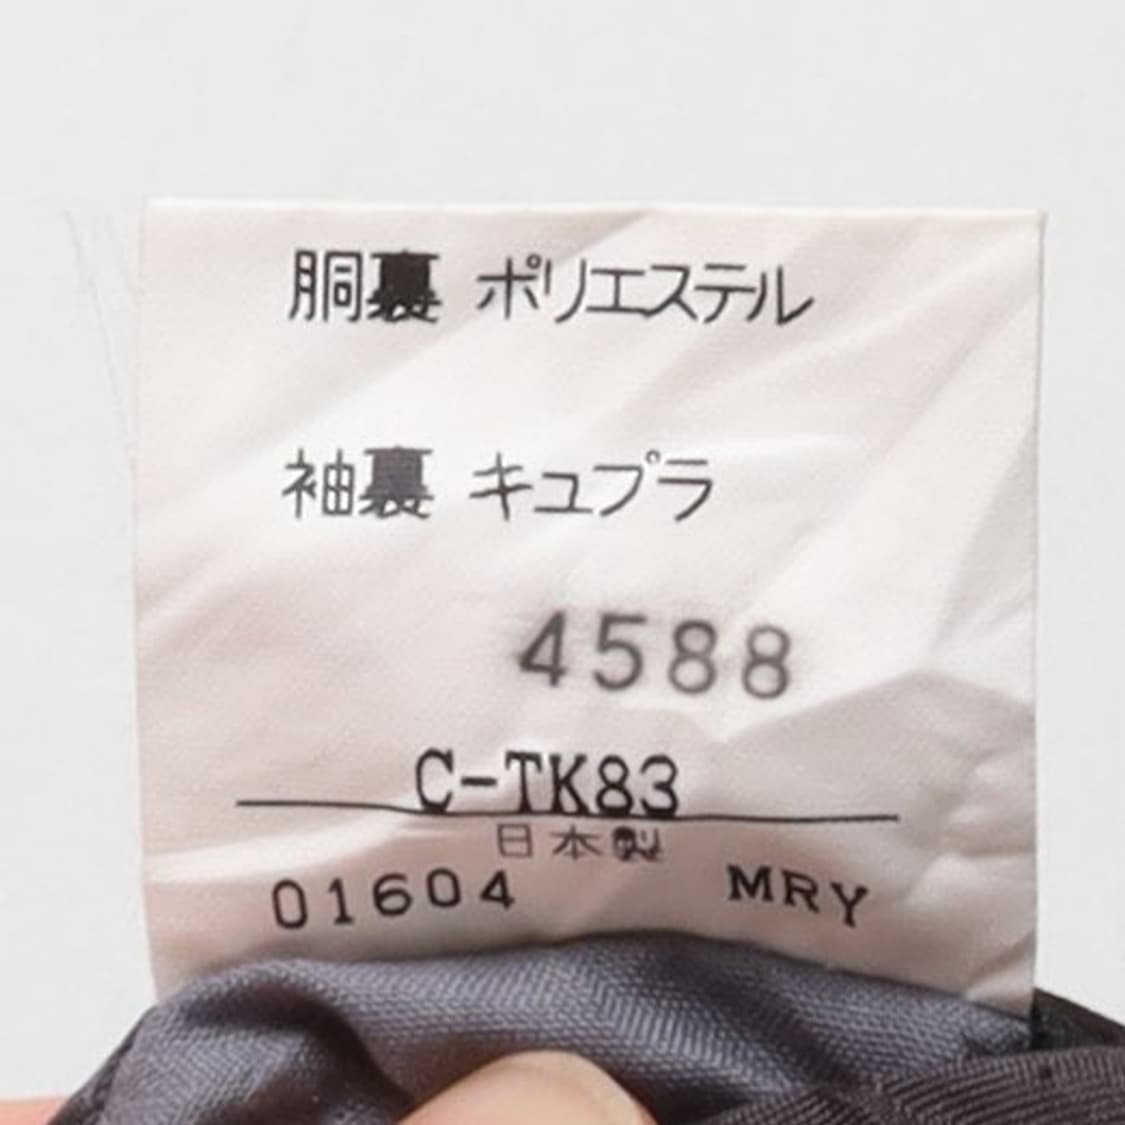 胴裏 ポリエステル
袖裏 キュプラ
4588
C-TK83
日本製
01604 MRY